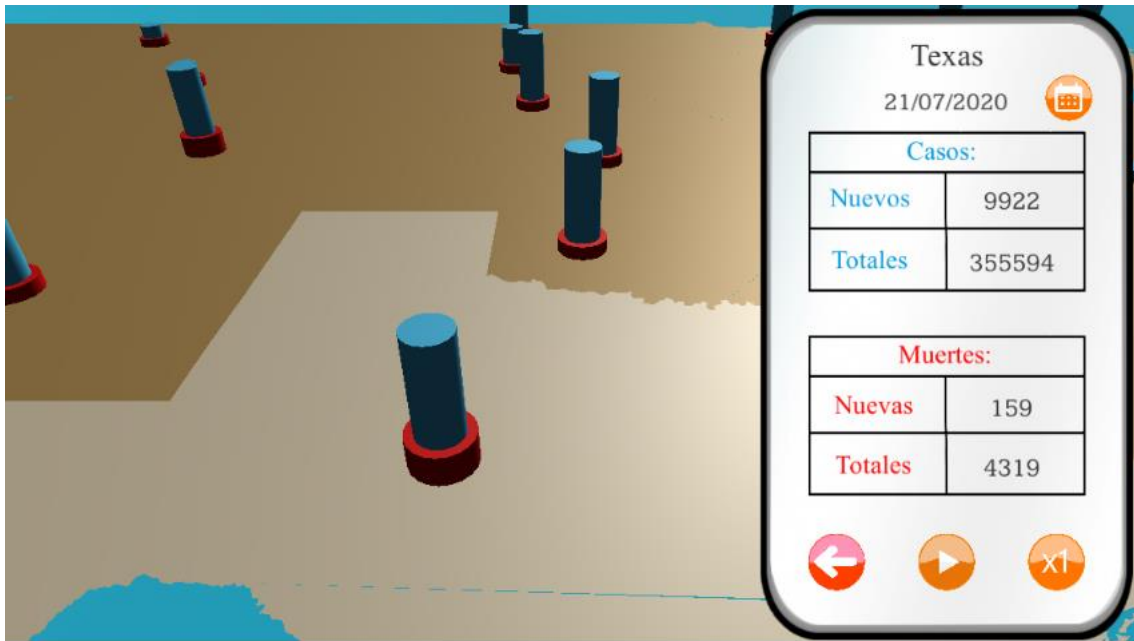 Texas
21/07/2020
Casos:
Nuevos 9922
Totales 355594
Muertes:
Nuevas 159
Totales 4319
x1